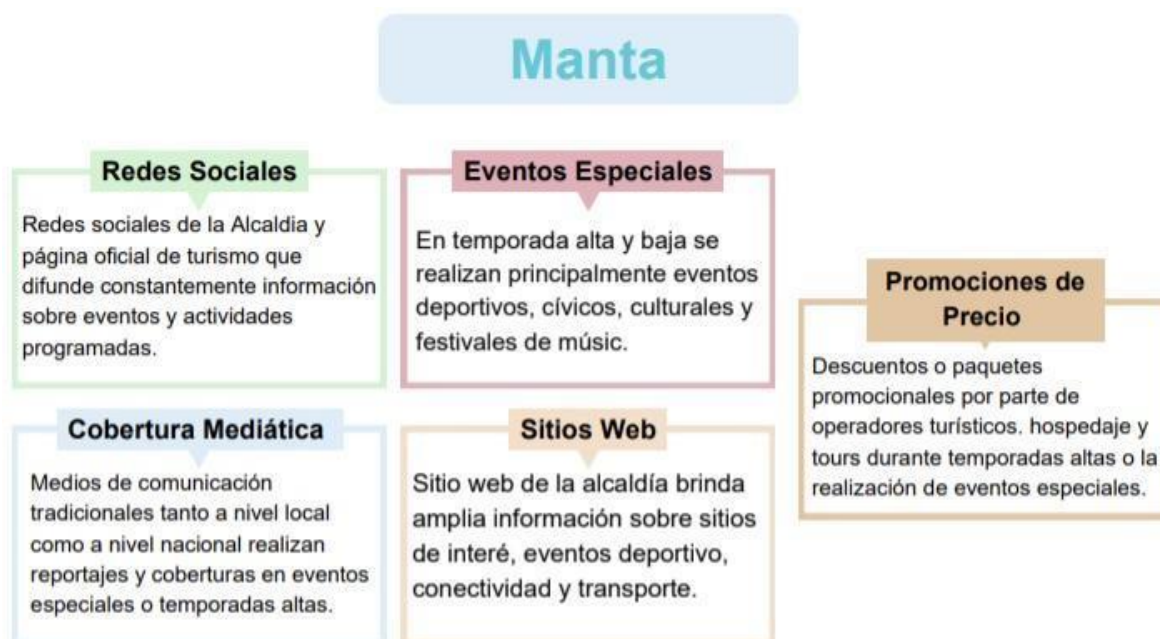 Manta
Redes Sociales
Redes sociales de la Alcaldia y
página oficial de turismo que
difunde constantemente información
sobre eventos y actividades
programadas.
Eventos Especiales
En temporada alta y baja se
realizan principalmente eventos
deportivos, cívicos, culturales y
festivales de músic.
Promociones de
Precio
Descuentos o paquetes
promocionales por parte de
operadores turísticos. hospedaje y
tours durante temporadas altas o la
realización de eventos especiales.
Cobertura Mediática
Medios de comunicación
tradicionales tanto a nivel local
como a nivel nacional realizan
reportajes y coberturas en eventos
especiales o temporadas altas.
Sitios Web
Sitio web de la alcaldía brinda
amplia información sobre sitios
de interé, eventos deportivo,
conectividad y transporte.